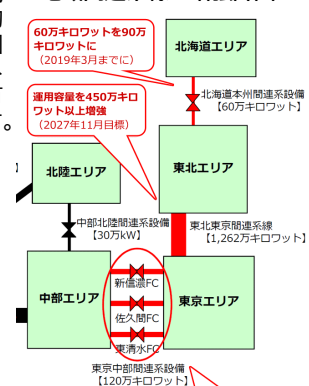 60万キロワットを90万
キロワットに
（2019年3月までに）
北海道エリア
北海道本州間連系設備
【60万キロワット】
運用容量を450万キロ
ワット以上増強
（2027年11月目標）
東北エリア
北陸エリア
中部北陸間連系設備
【30万kW】
東北東京間連系線
【1,262万キロワット】
中部エリア
新信濃FC
佐久間FC
東清水FC
東京エリア
東京中部間連系設備
【120万キロワット】